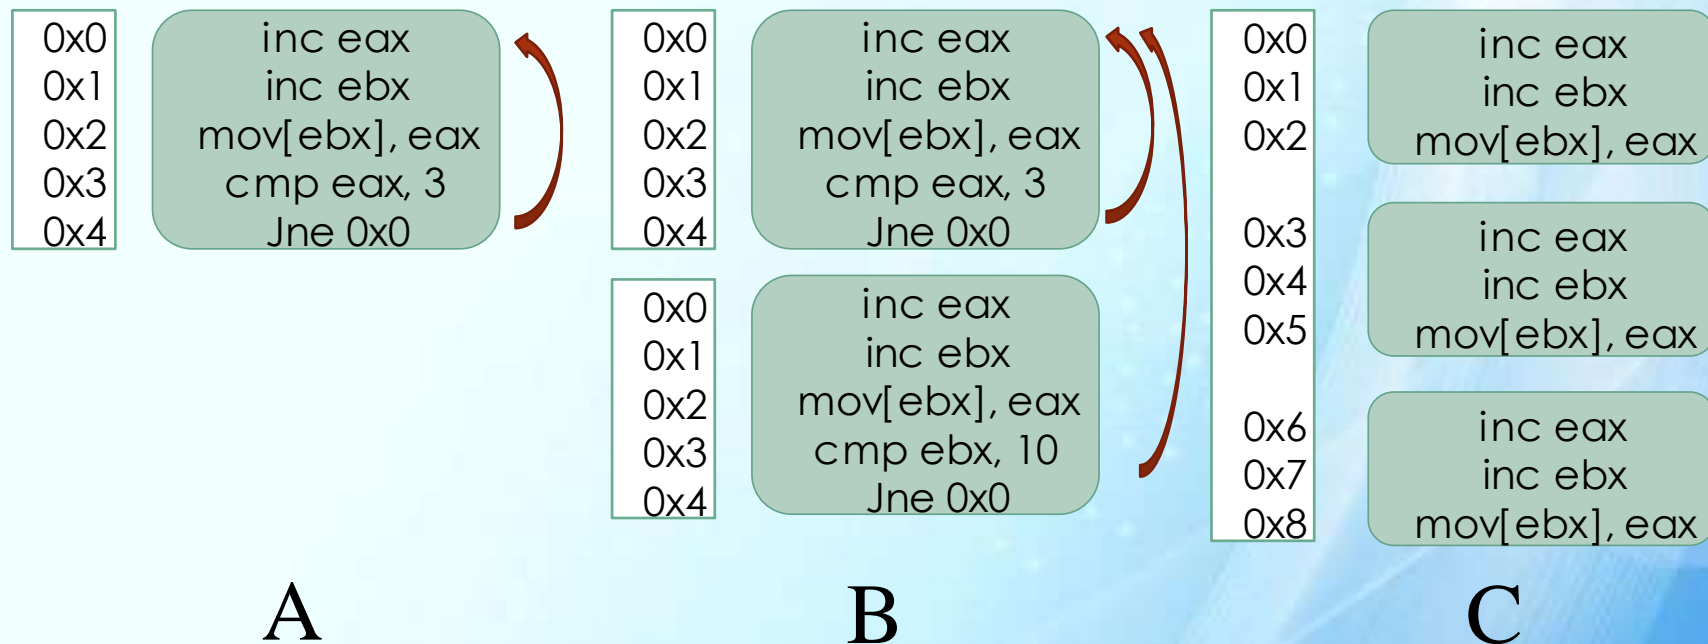 0x0 inc eax
0x1 inc ebx
0x2 mov[ebx], eax
0x3 cmp eax, 3
0x4 Jne 0x0
A
0x0 inc eax
0x1 inc ebx
0x2 mov[ebx], eax
0x3 cmp eax, 3
0x4 Jne 0x0
0x0 inc eax
0x1 inc ebx
0x2 mov[ebx], eax
0x3 cmp ebx, 10
0x4 Jne 0x0
B
0x0 inc eax
0x1 inc ebx
0x2 mov[ebx], eax
0x3 inc eax
0x4 inc ebx
0x5 mov[ebx], eax
0x6 inc eax
0x7 inc ebx
0x8 mov[ebx], eax
C